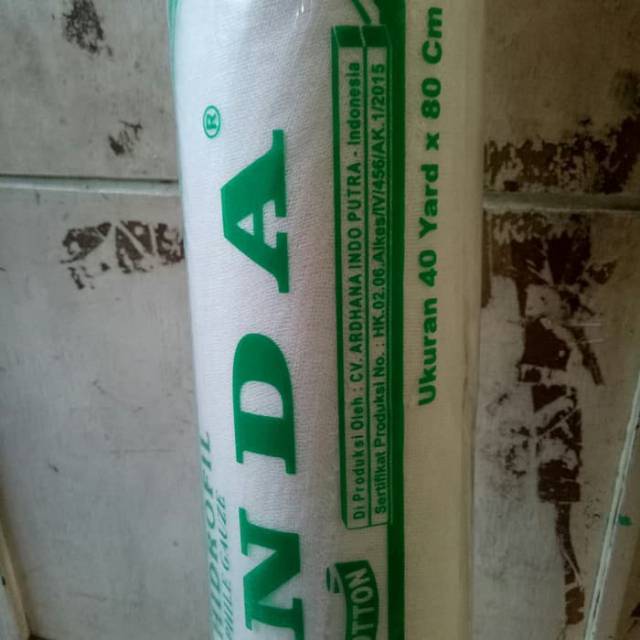 HIDROFIL
NDA®
Di Produksi Oleh : CV. ARDHANA INDO PUTRA - Indonesia
Sertifikat Produksi No. : HK.02.06.Alkes/IV/456/AK.1/2015
Ukuran 40 Yard x 80 Cm